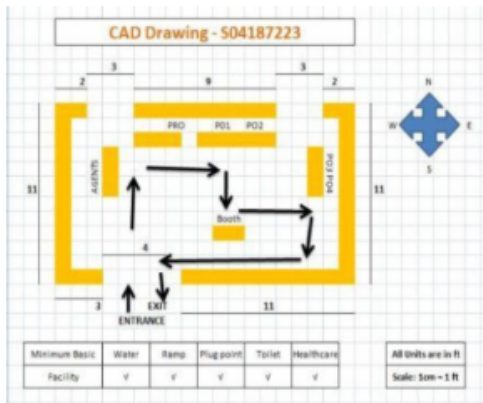 CAD Drawing - S04187223
3 3
2 9 2
N
PRO PO1 PO2
W E
AGENTS
PO3 PO4
S
11 11
Booth
4
3 EXIT 11
ENTRANCE
Minimum Basic Water Ramp Plug point Toilet Healthcare
Facility √ √ √ √ √
All Units are in ft
Scale: 1cm = 1 ft